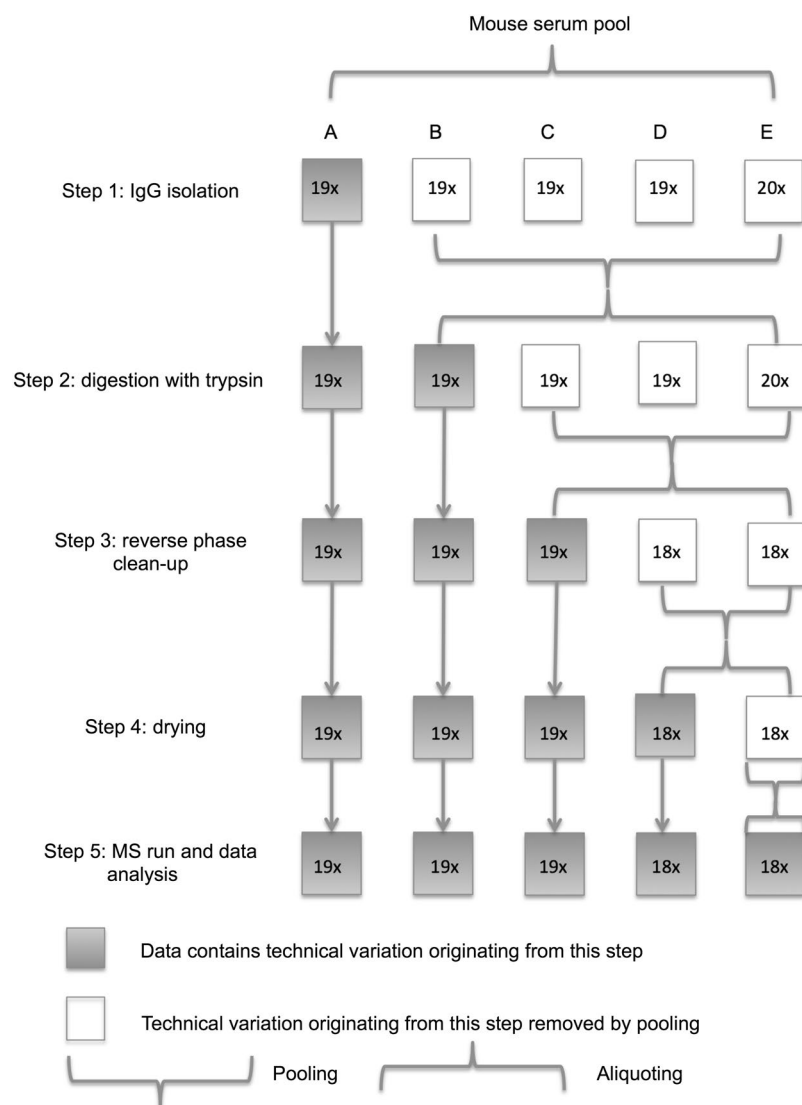 Mouse serum pool
A B C D E
Step 1: IgG isolation 19x 19x 19x 19x 20x
Step 2: digestion with trypsin 19x 19x 19x 19x 20x
Step 3: reverse phase
clean-up 19x 19x 19x 18x 18x
Step 4: drying 19x 19x 19x 18x 18x
Step 5: MS run and data
analysis 19x 19x 19x 18x 18x
Data contains technical variation originating from this step
Technical variation originating from this step removed by pooling
Pooling Aliquoting